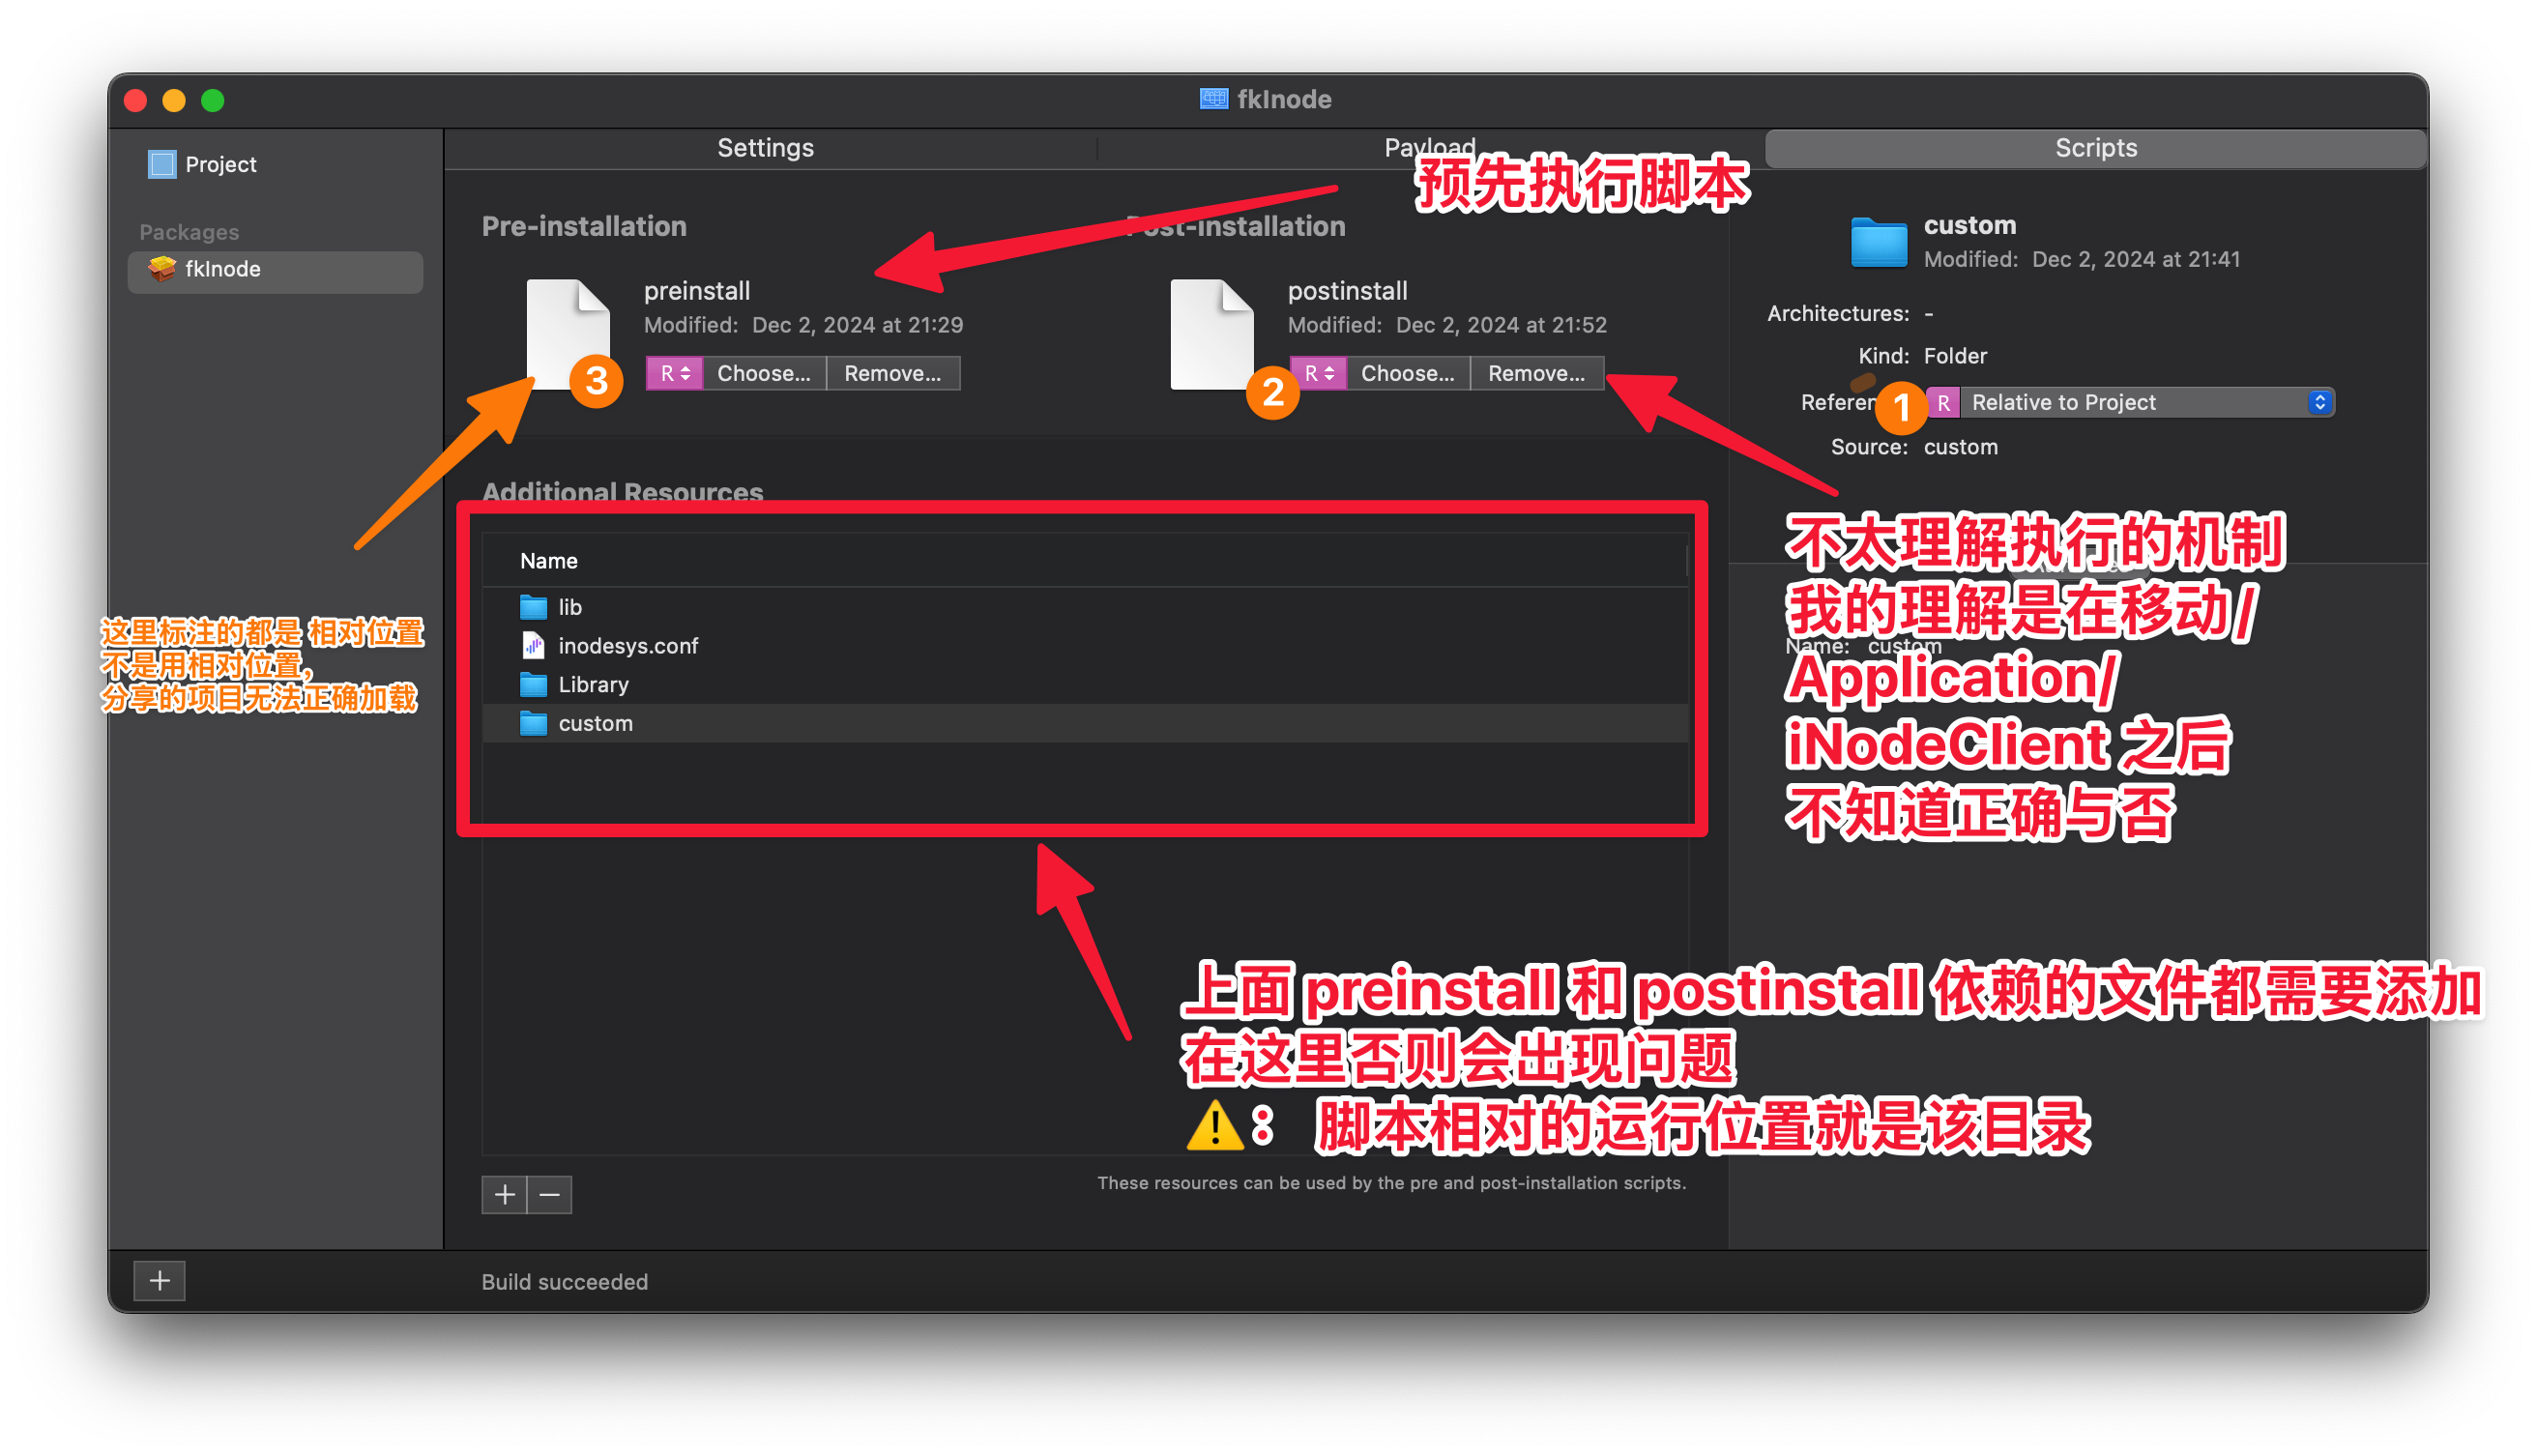 fkInode
Project
Settings
Payload
Scripts
预先执行脚本
Packages
fkInode
Pre-installation
Post-installation
preinstall
Modified: Dec 2, 2024 at 21:29
R Choose... Remove...
3
postinstall
Modified: Dec 2, 2024 at 21:52
R Choose... Remove...
2
custom
Modified: Dec 2, 2024 at 21:41
Architectures: -
Kind: Folder
Referen
1
R Relative to Project
Source: custom
Name: custom
这里标注的都是 相对位置
不是用相对位置，
分享的项目无法正确加载
Additional Resources
Name
lib
inodesys.conf
Library
custom
不太理解执行的机制
我的理解是在移动/
Application/
iNodeClient 之后
不知道正确与否
上面 preinstall 和 postinstall 依赖的文件都需要添加
在这里否则会出现问题
⚠️： 脚本相对的运行位置就是该目录
These resources can be used by the pre and post-installation scripts.
Build succeeded